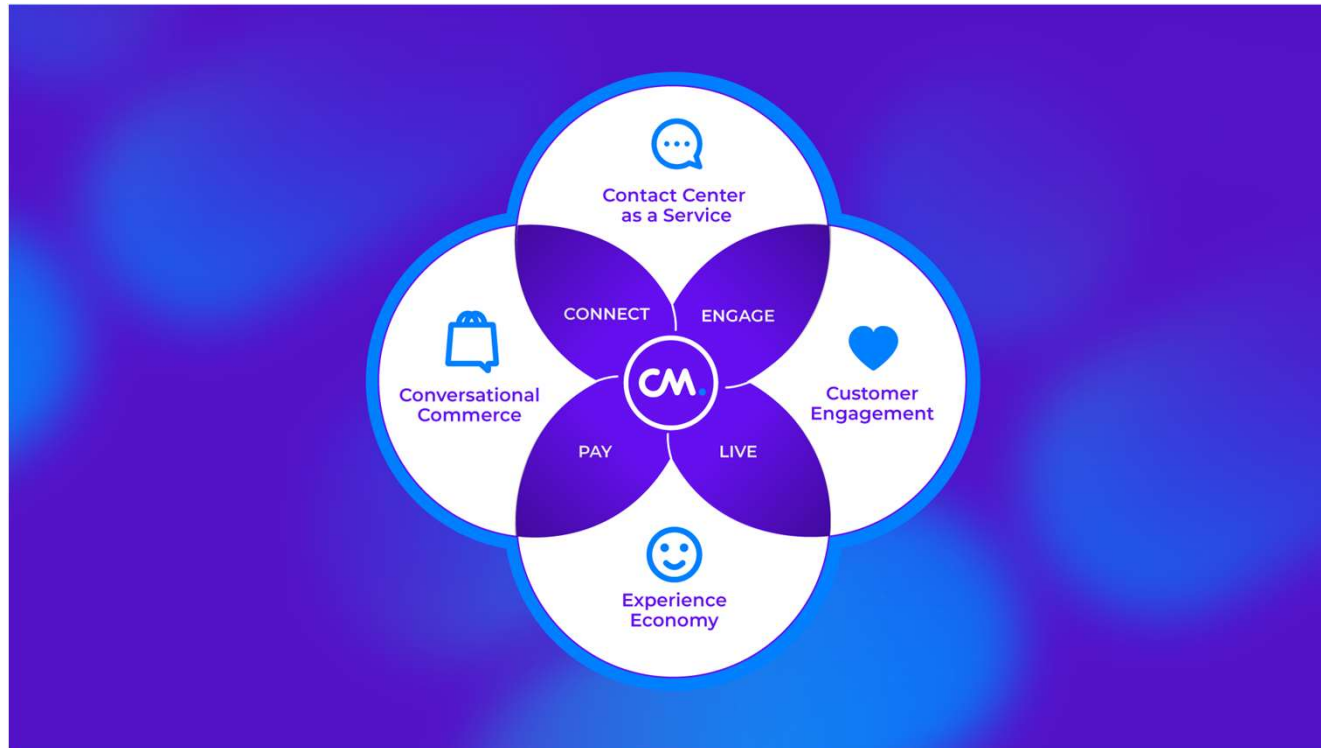 Contact Center
as a Service
CONNECT
ENGAGE
CM.
Conversational
Commerce
Customer
Engagement
PAY
LIVE
Experience
Economy